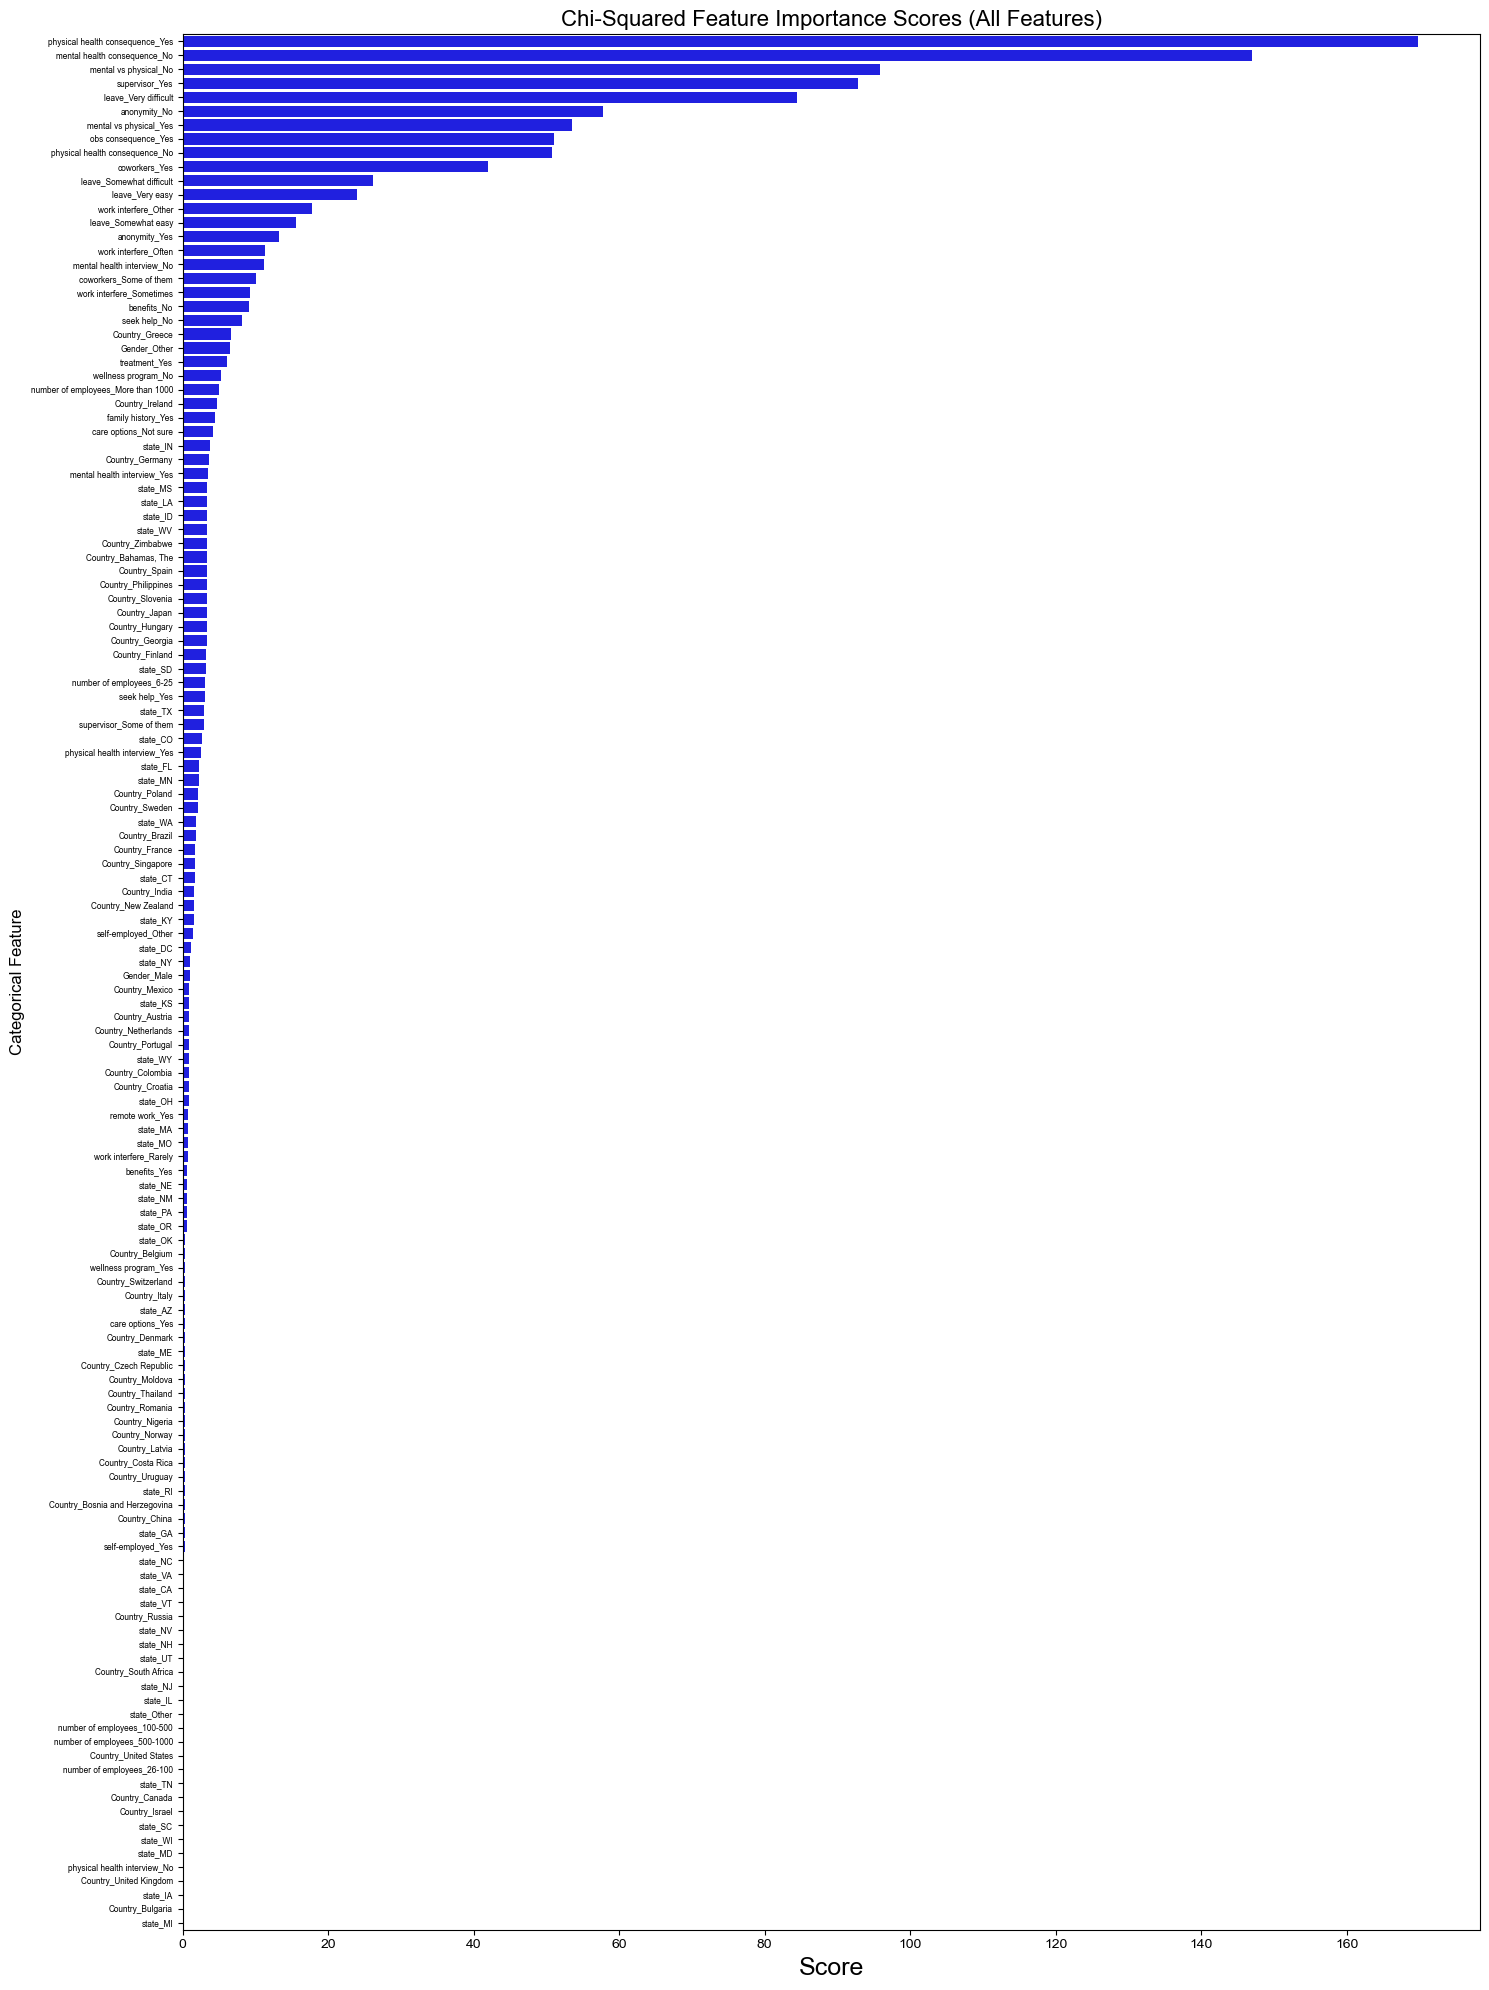 Chi-Squared Feature Importance Scores (All Features)
physical health consequence_Yes
mental health consequence_No
mental vs physical_No
supervisor_Yes
leave_Very difficult
anonymity_No
mental vs physical_Yes
obs consequence_Yes
physical health consequence_No
coworkers_Yes
leave_Somewhat difficult
leave_Very easy
work interfere_Other
leave_Somewhat easy
anonymity_Yes
work interfere_Often
mental health interview_No
coworkers_Some of them
work interfere_Sometimes
benefits_No
seek help_No
Country_Greece
Gender_Other
treatment_Yes
wellness program_No
number of employees_More than 1000
Country_Ireland
family history_Yes
care options_Not sure
state_IN
Country_Germany
mental health interview_Yes
state_MS
state_LA
state_ID
state_WV
Country_Zimbabwe
Country_Bahamas, The
Country_Spain
Country_Philippines
Country_Slovenia
Country_Japan
Country_Hungary
Country_Georgia
Country_Finland
state_SD
number of employees_6-25
seek help_Yes
state_TX
supervisor_Some of them
state_CO
physical health interview_Yes
state_FL
state_MN
Country_Poland
Country_Sweden
state_WA
Country_Brazil
Country_France
Country_Singapore
state_CT
Country_India
Country_New Zealand
state_KY
self-employed_Other
state_DC
state_NY
Gender_Male
Country_Mexico
state_KS
Country_Austria
Country_Netherlands
Country_Portugal
state_WY
Country_Colombia
Country_Croatia
state_OH
remote work_Yes
state_MA
state_MO
work interfere_Rarely
benefits_Yes
state_NE
state_NM
state_PA
state_OR
state_OK
Country_Belgium
wellness program_Yes
Country_Switzerland
Country_Italy
state_AZ
care options_Yes
Country_Denmark
state_ME
Country_Czech Republic
Country_Moldova
Country_Thailand
Country_Romania
Country_Nigeria
Country_Norway
Country_Latvia
Country_Costa Rica
Country_Uruguay
state_RI
Country_Bosnia and Herzegovina
Country_China
state_GA
self-employed_Yes
state_NC
state_VA
state_CA
state_VT
Country_Russia
state_NV
state_NH
state_UT
Country_South Africa
state_NJ
state_IL
state_Other
number of employees_100-500
number of employees_500-1000
Country_United States
number of employees_26-100
state_TN
Country_Canada
Country_Israel
state_SC
state_WI
state_MD
physical health interview_No
Country_United Kingdom
state_IA
Country_Bulgaria
state_MI
Categorical Feature
0 20 40 60 80 100 120 140 160
Score